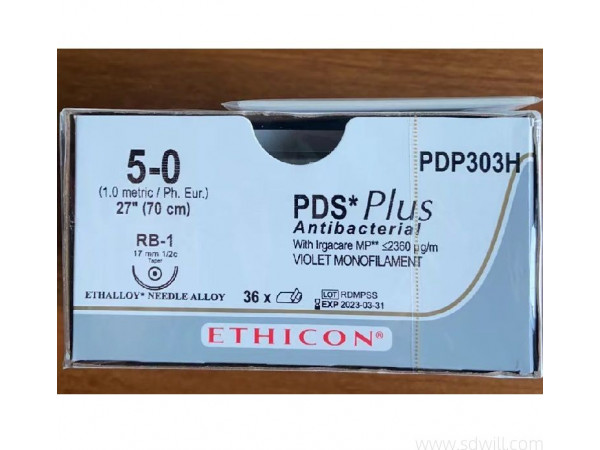 5-0
(1.0 metric / Ph. Eur.)
27" (70 cm)
RB-1
17 mm 1/2c
Taper
ETHALLOY* NEEDLE ALLOY
36 x
PDP303H
PDS* Plus
Antibacterial
With Irgacare MP** ≤2360 µg/m
VIOLET MONOFILAMENT
LOT RDMPSS
EXP 2023-03-31
ETHICON®
www.sdwill.com